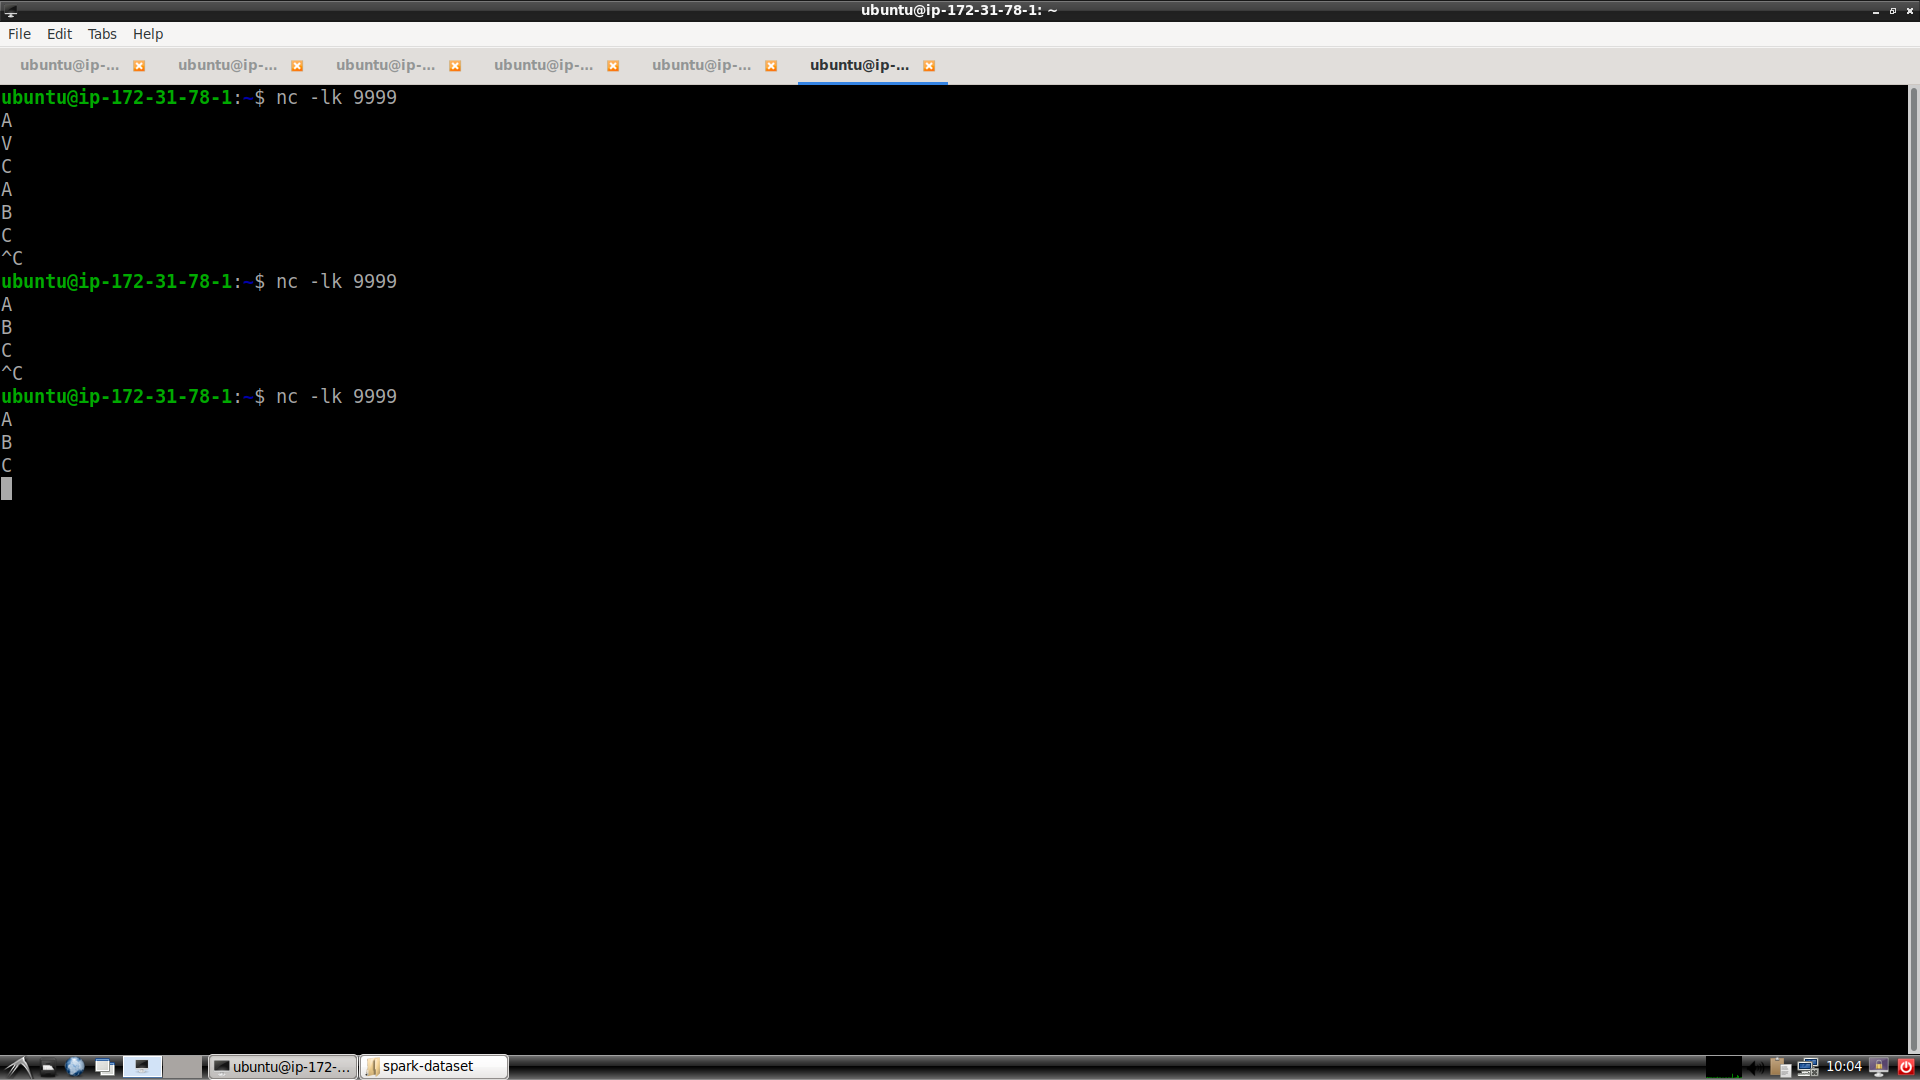 ubuntu@ip-172-31-78-1: ~
File Edit Tabs Help
ubuntu@ip-... ubuntu@ip-... ubuntu@ip-... ubuntu@ip-... ubuntu@ip-... ubuntu@ip-...
ubuntu@ip-172-31-78-1:~$ nc -lk 9999
A
V
C
A
B
C
^C
ubuntu@ip-172-31-78-1:~$ nc -lk 9999
A
B
C
^C
ubuntu@ip-172-31-78-1:~$ nc -lk 9999
A
B
C
ubuntu@ip-172-... spark-dataset 10:04